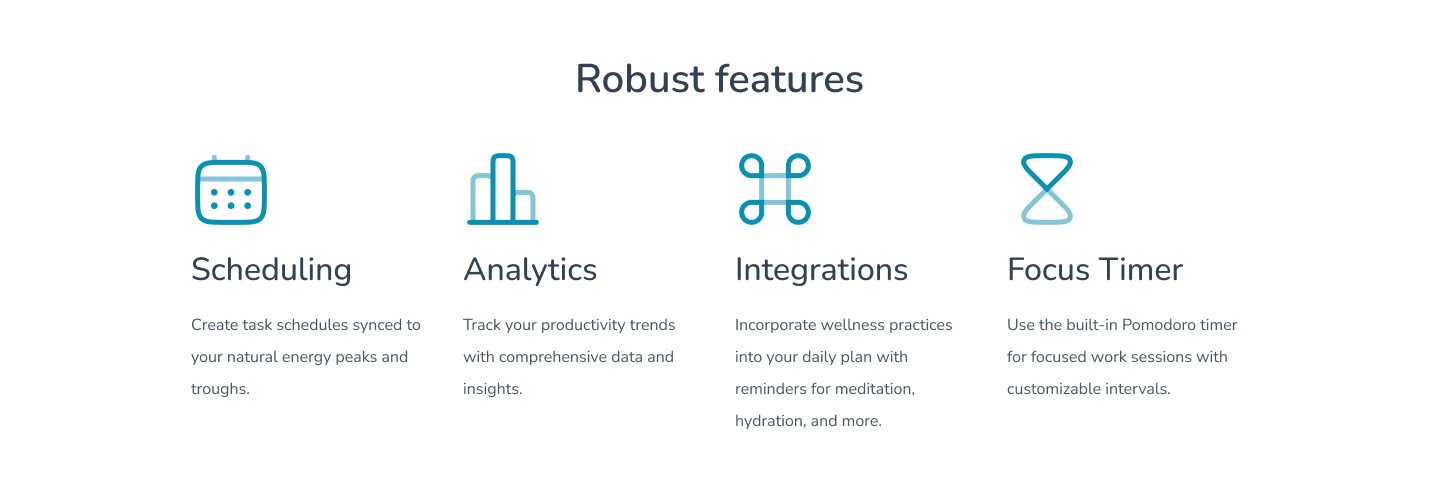 Robust features
Scheduling
Create task schedules synced to
your natural energy peaks and
troughs.
Analytics
Track your productivity trends
with comprehensive data and
insights.
Integrations
Incorporate wellness practices
into your daily plan with
reminders for meditation,
hydration, and more.
Focus Timer
Use the built-in Pomodoro timer
for focused work sessions with
customizable intervals.